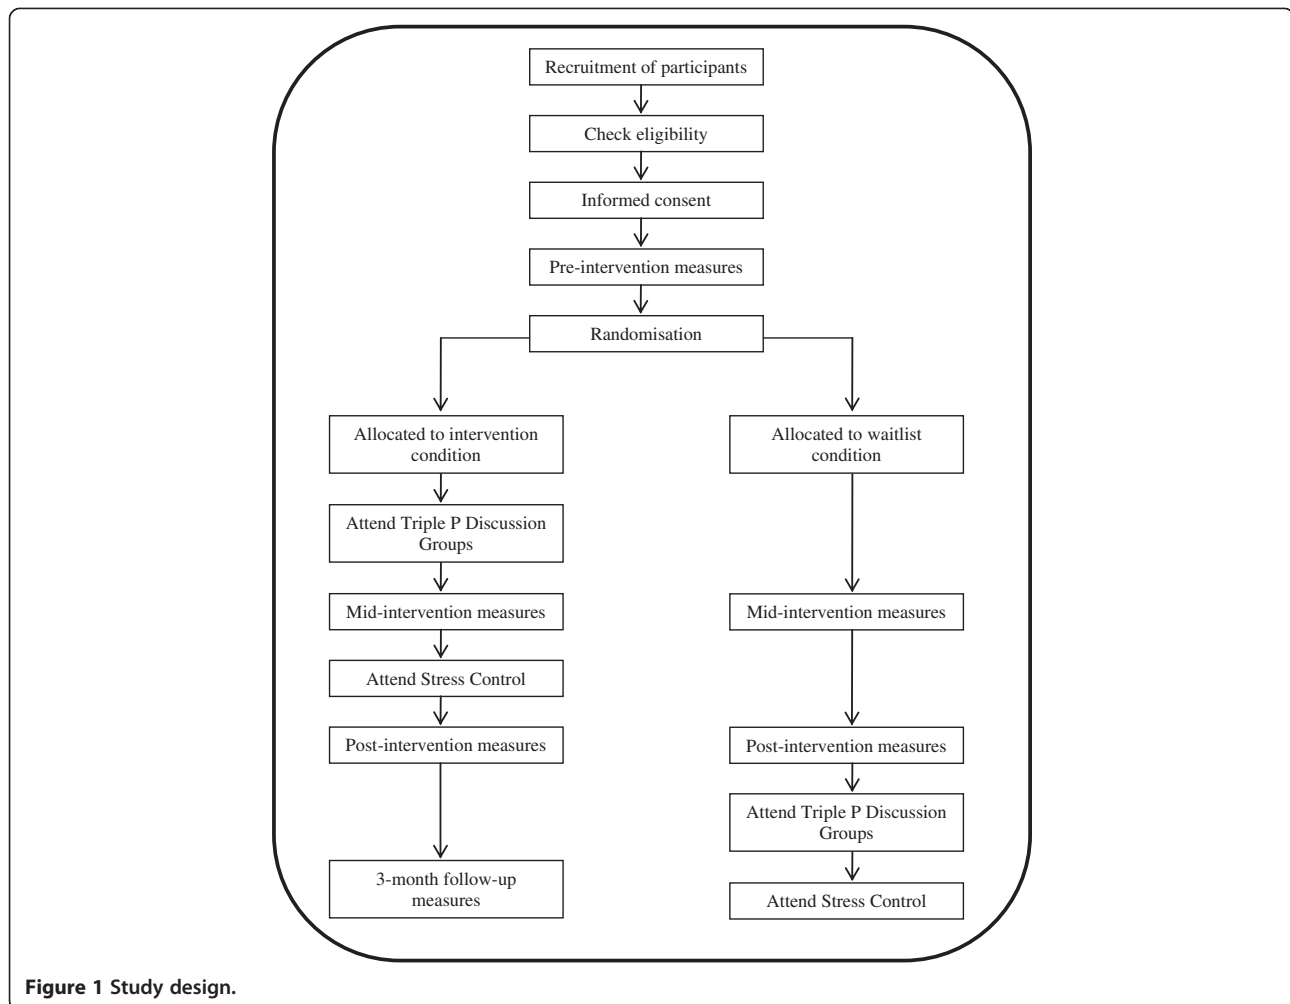 Recruitment of participants
Check eligibility
Informed consent
Pre-intervention measures
Randomisation
Allocated to intervention
condition
Attend Triple P Discussion
Groups
Mid-intervention measures
Attend Stress Control
Post-intervention measures
3-month follow-up
measures
Allocated to waitlist
condition
Mid-intervention measures
Post-intervention measures
Attend Triple P Discussion
Groups
Attend Stress Control
Figure 1 Study design.